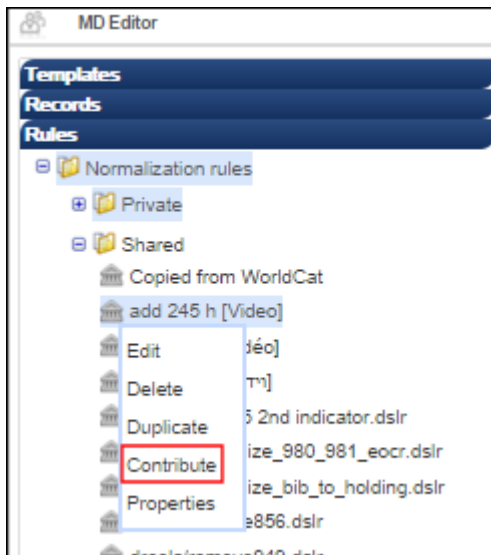 MD Editor
Templates
Records
Rules
Normalization rules
Private
Shared
Copied from WorldCat
add 245 h [Video]
Edit
déo]
Delete
Duplicate
5 2nd indicator.dslr
Contribute
ize_980_981_eocr.dslr
ize_bib_to_holding.dslr
Properties
e856.dslr